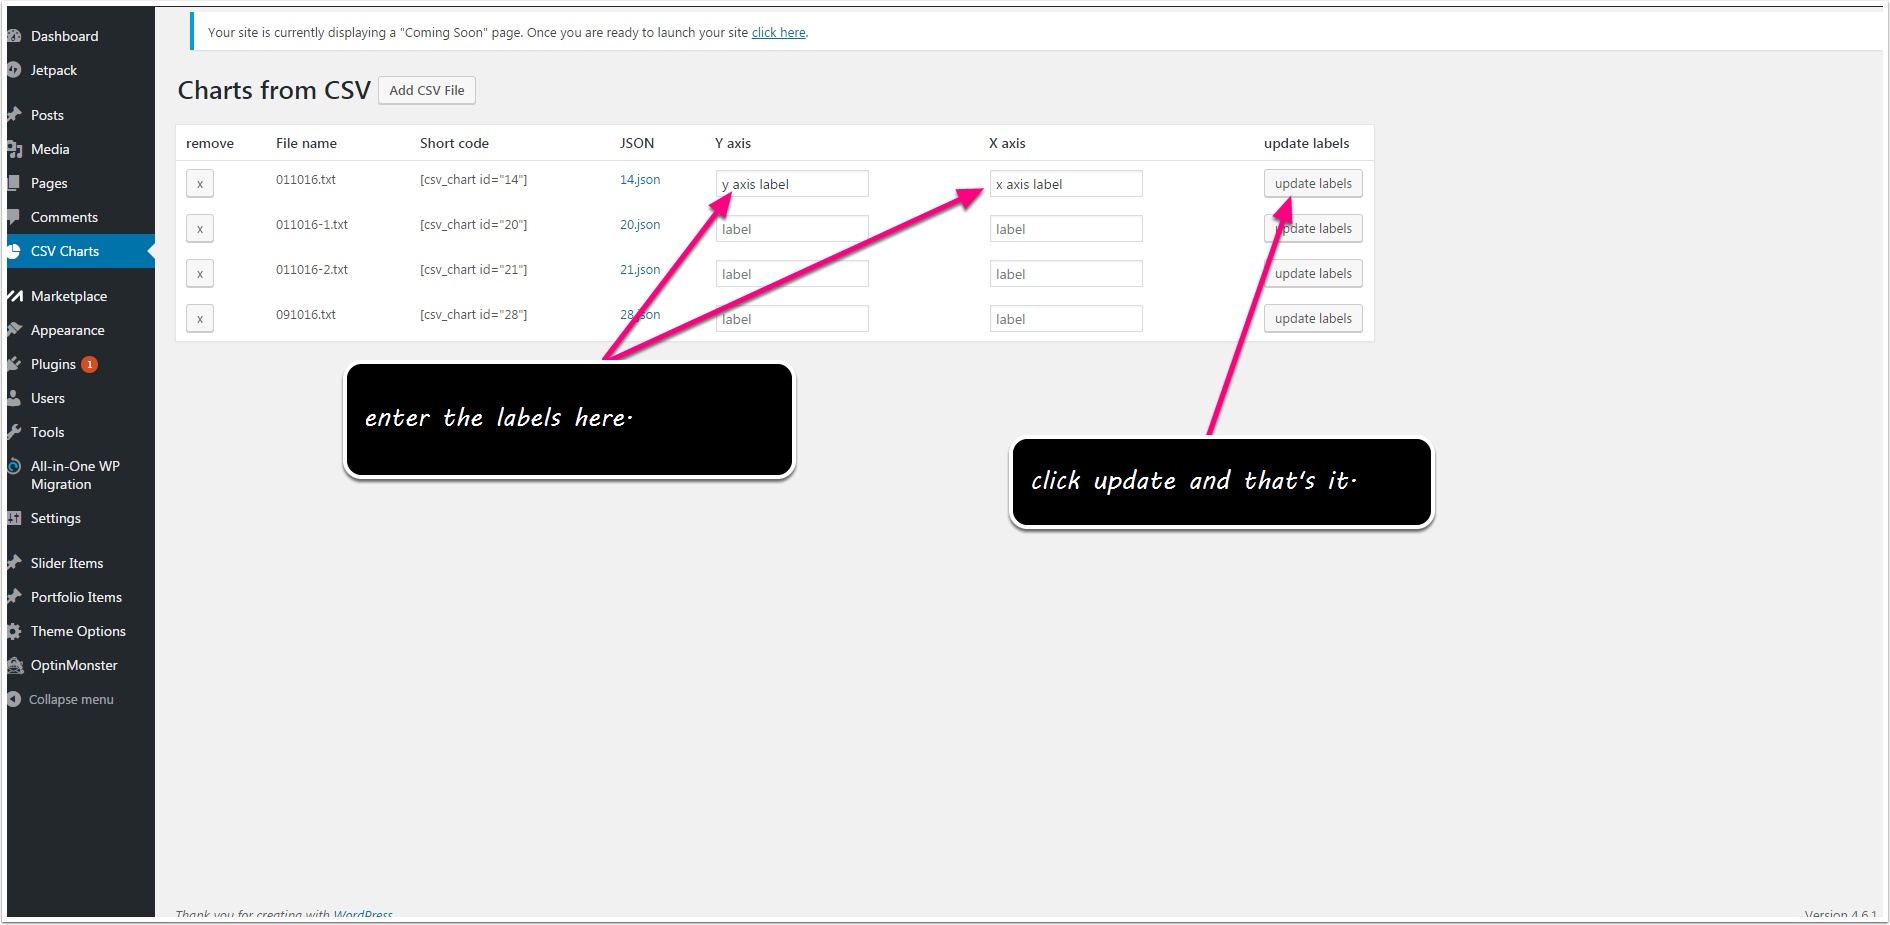 Dashboard
Jetpack
Posts
Media
Pages
Comments
CSV Charts
Marketplace
Appearance
Plugins 1
Users
Tools
All-in-One WP
Migration
Settings
Slider Items
Portfolio Items
Theme Options
OptinMonster
Collapse menu
Your site is currently displaying a "Coming Soon" page. Once you are ready to launch your site click here.
Charts from CSV Add CSV File
remove File name Short code JSON Y axis X axis update labels
x 011016.txt [csv_chart id="14"] 14.json y axis label x axis label update labels
x 011016-1.txt [csv_chart id="20"] 20.json label label update labels
x 011016-2.txt [csv_chart id="21"] 21.json label label update labels
x 091016.txt [csv_chart id="28"] 28.json label label update labels
enter the labels here.
click update and that's it.
Thank you for creating with WordPress
Version 4.6.1